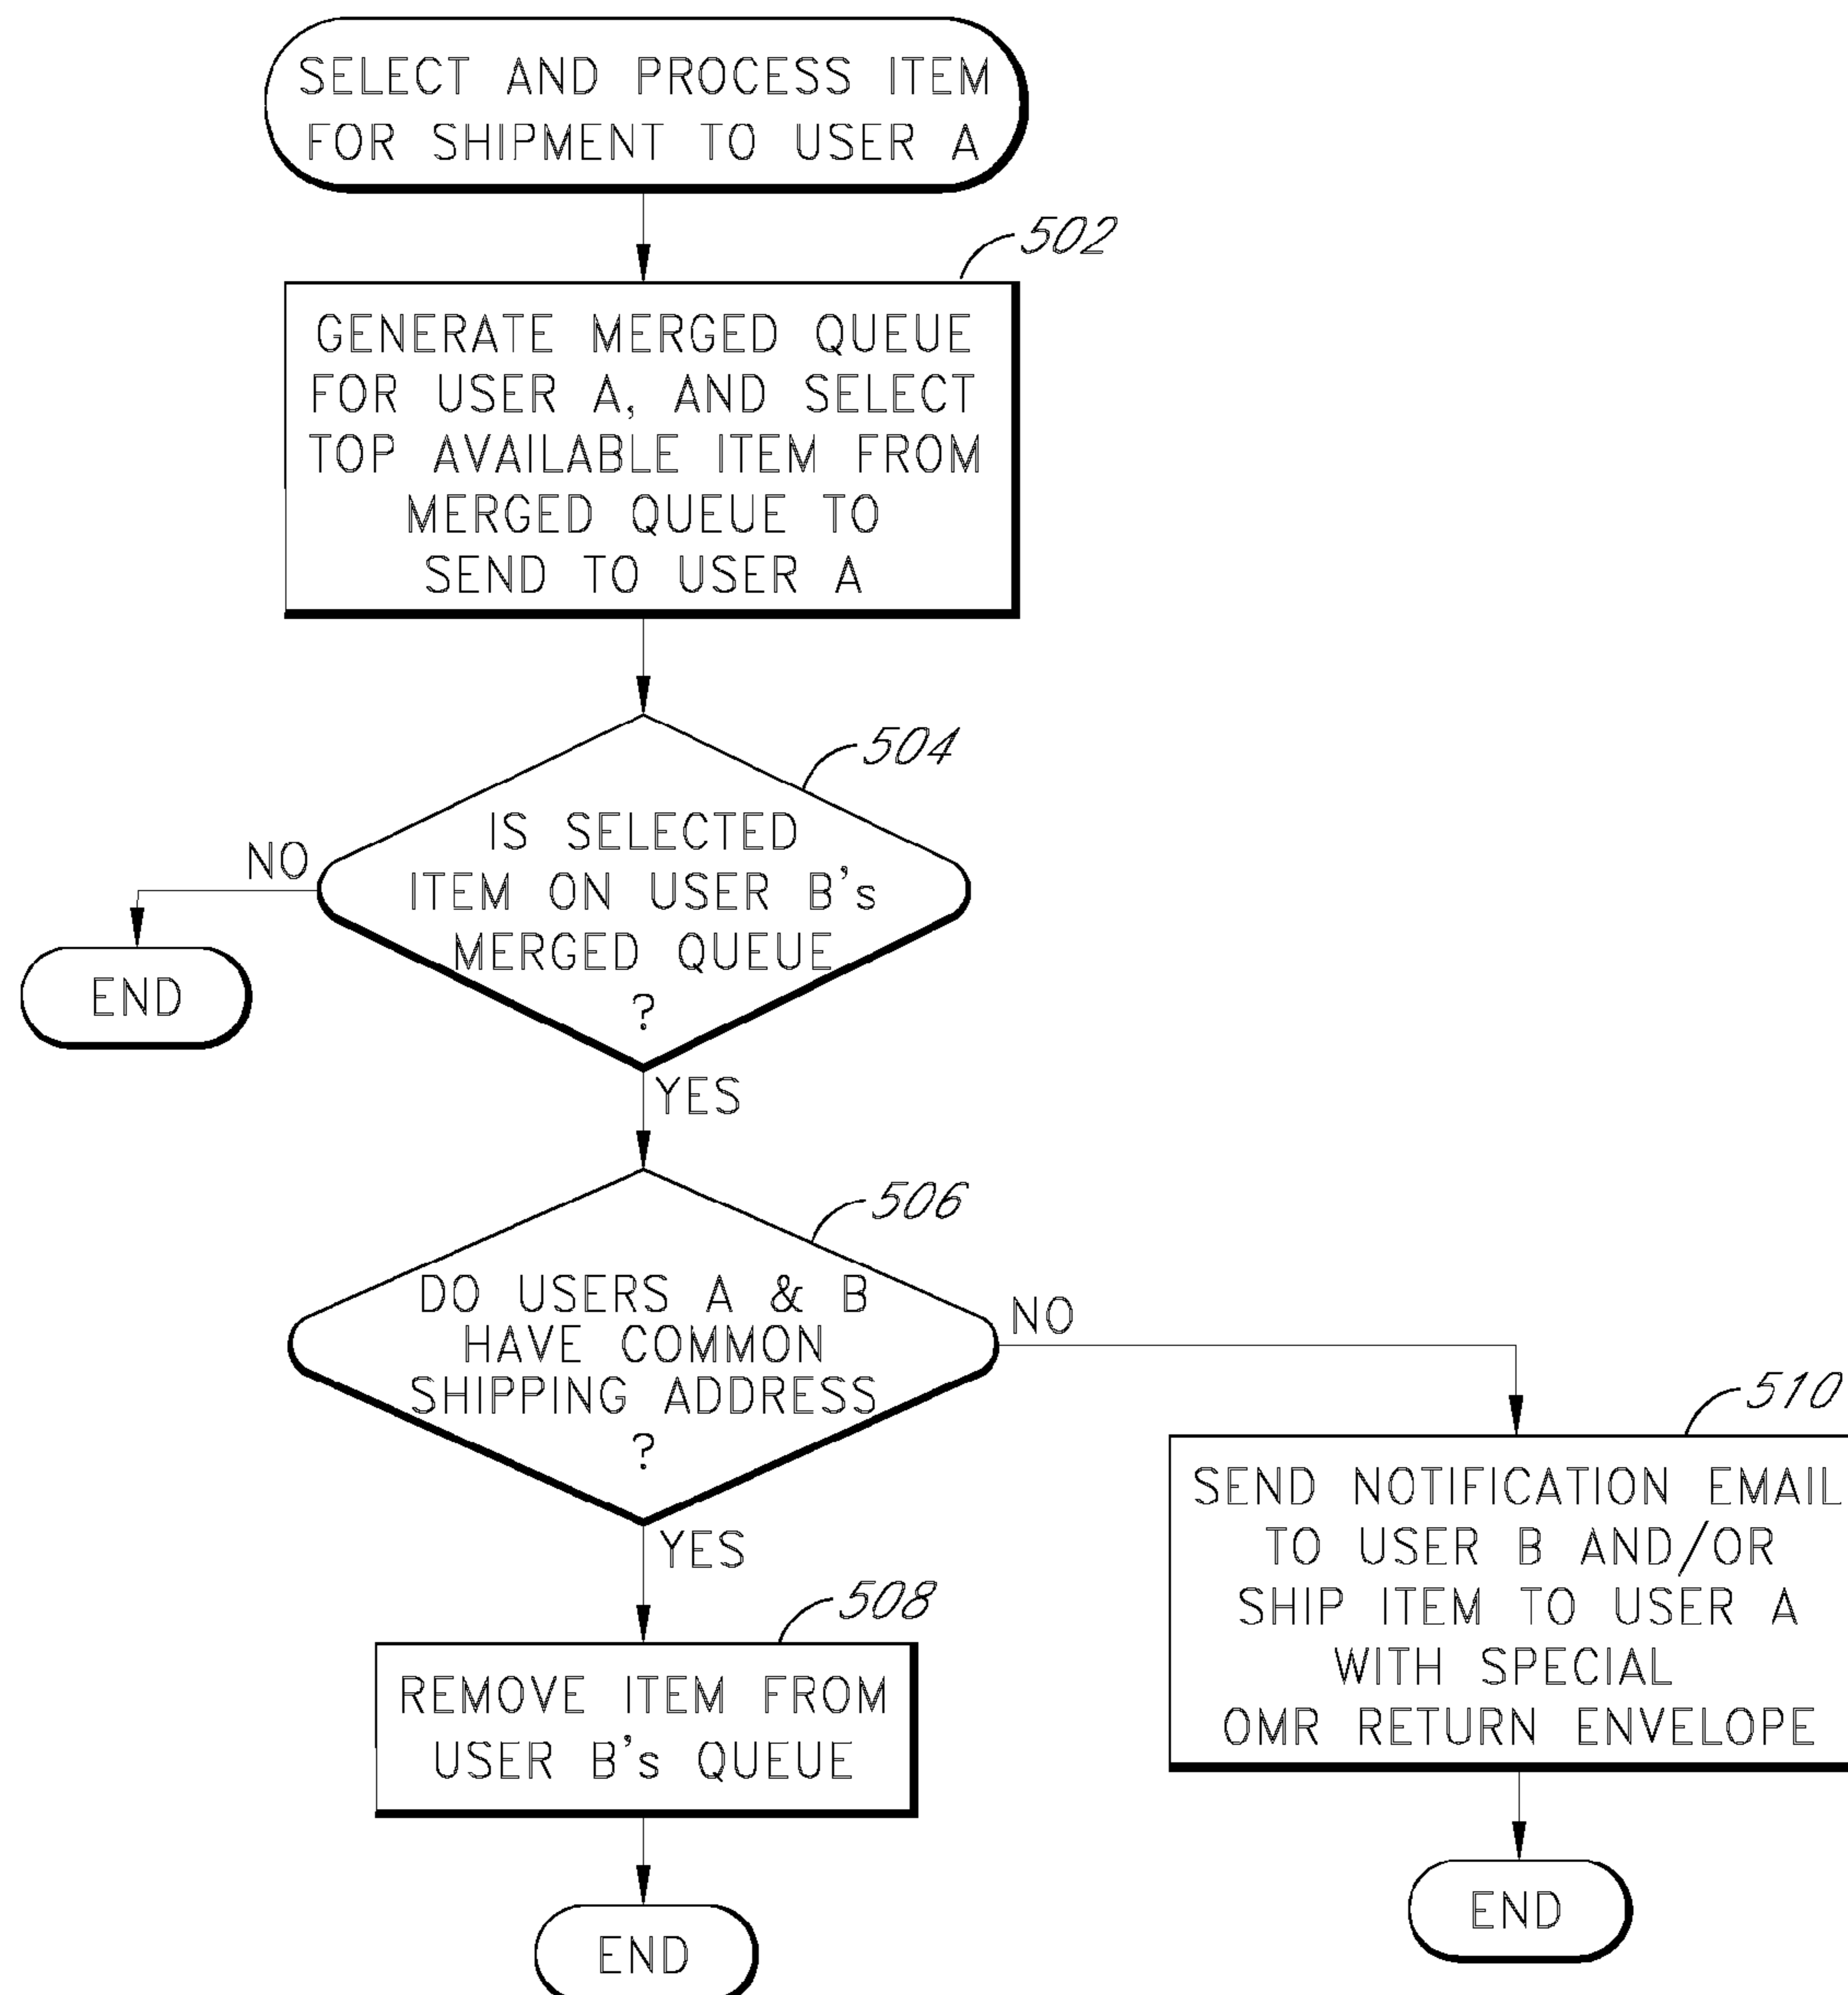 SELECT AND PROCESS ITEM
FOR SHIPMENT TO USER A
502
GENERATE MERGED QUEUE
FOR USER A, AND SELECT
TOP AVAILABLE ITEM FROM
MERGED QUEUE TO
SEND TO USER A
504
IS SELECTED
ITEM ON USER B's
MERGED QUEUE
?
NO
END
YES
506
DO USERS A & B
HAVE COMMON
SHIPPING ADDRESS
?
NO
510
SEND NOTIFICATION EMAIL
TO USER B AND/OR
SHIP ITEM TO USER A
WITH SPECIAL
OMR RETURN ENVELOPE
END
YES
508
REMOVE ITEM FROM
USER B's QUEUE
END